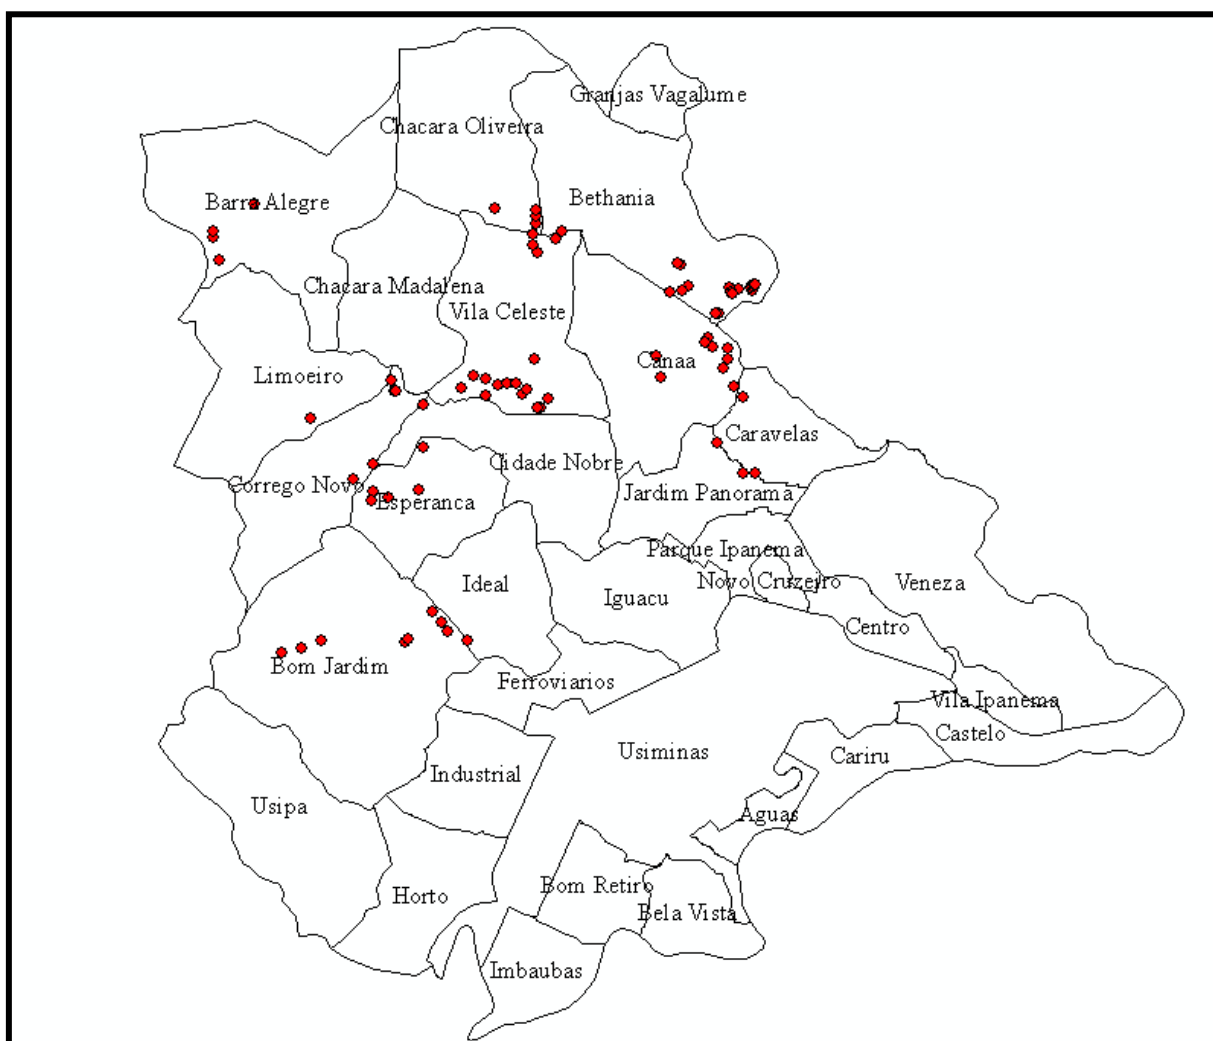 Granjas Vagalume
Chacara Oliveira
Bethania
Barra Alegre
Chacara Madalena
Vila Celeste
Canaa
Limoeiro
Caravelas
Cidade Nobre
Corrego Novo
Jardim Panorama
Esperanca
Parque Ipanema
Ideal
Novo Cruzeiro
Veneza
Iguacu
Centro
Bom Jardim
Ferroviarios
Vila Ipanema
Castelo
Usiminas
Cariru
Industrial
Usipa
Aguas
Bom Retiro
Horto
Bela Vista
Imbaubas